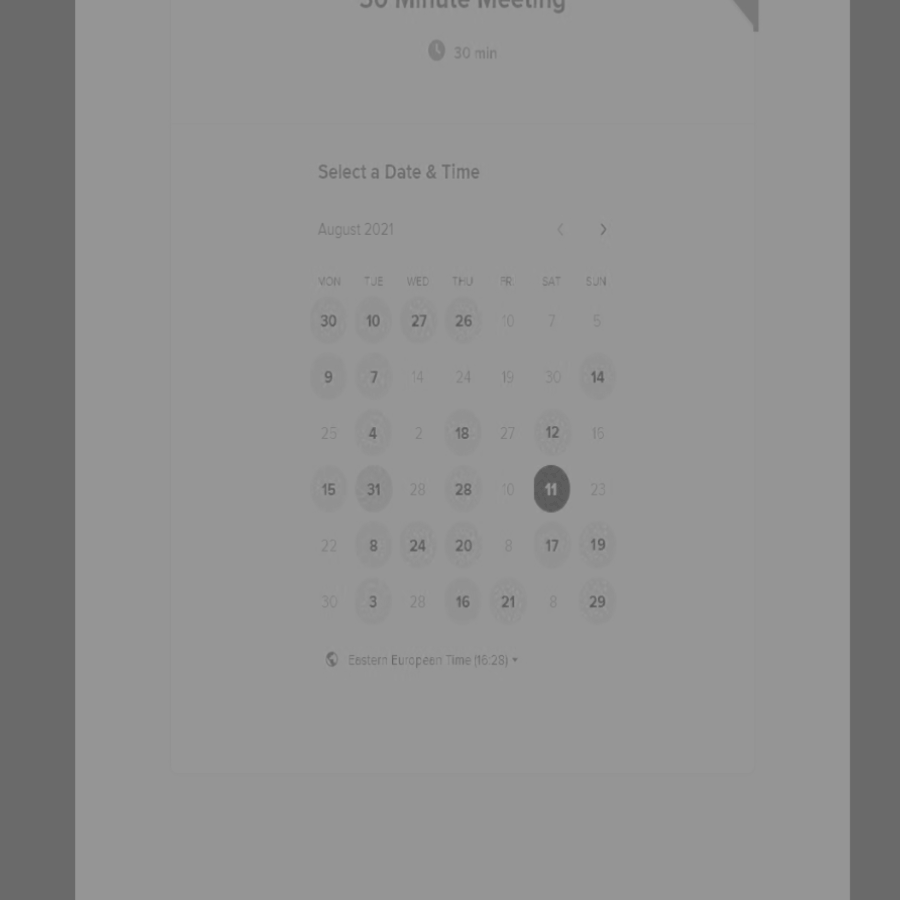 30 Minute Meeting
30 min
Select a Date & Time
August 2021
MON TUE WED THU FRI SAT SUN
30 10 27 26 10 7 5
9 7 14 24 19 30 14
25 4 2 18 27 12 16
15 31 28 28 10 11 23
22 8 24 20 8 17 19
30 3 28 16 21 8 29
Eastern European Time (16:28)